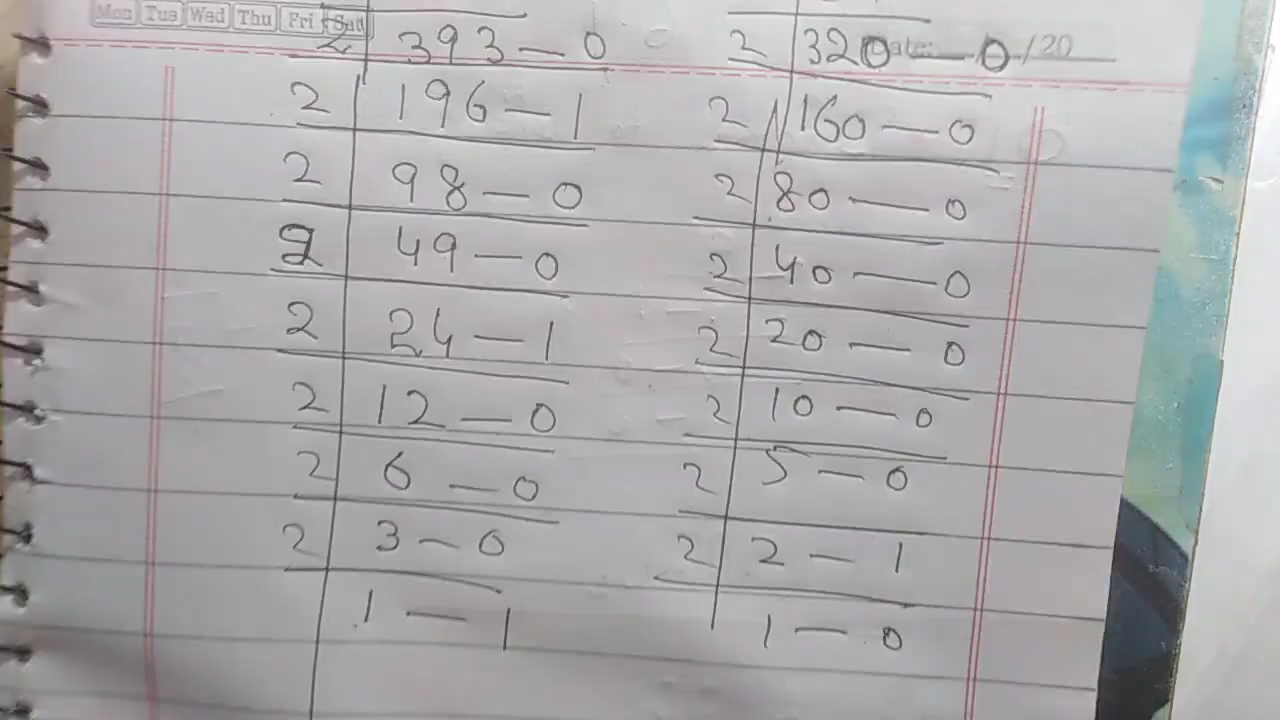 Mon Tue Wed Thu Fri Sat
2 393 — 0
2 196 — 1
2 98 — 0
2 49 — 0
2 24 — 1
2 12 — 0
2 6 — 0
2 3 — 0
1 — 1
2 320 — 0 /20
2 160 — 0
2 80 — 0
2 40 — 0
2 20 — 0
2 10 — 0
2 5 — 0
2 2 — 1
1 — 0